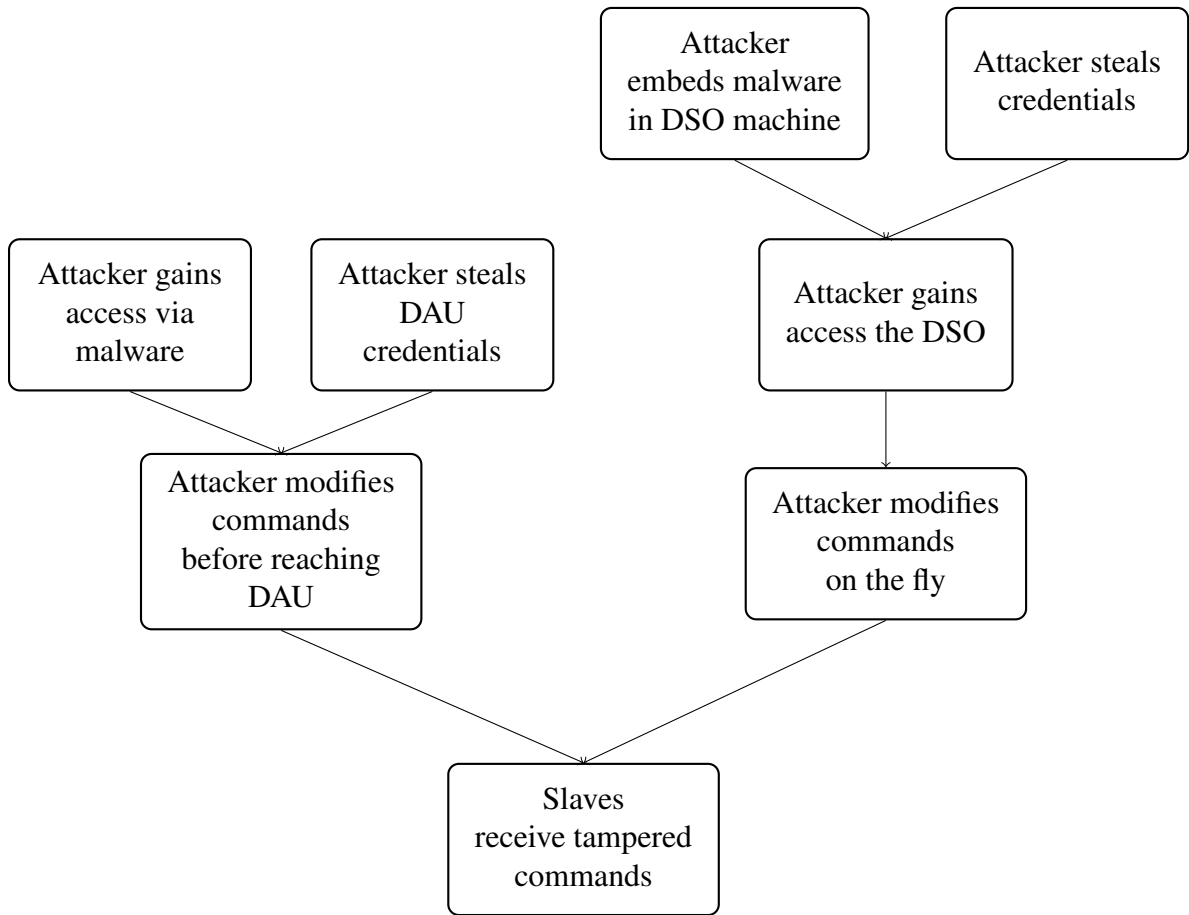 Attacker
embeds malware
in DSO machine
Attacker steals
credentials
Attacker gains
access via
malware
Attacker steals
DAU
credentials
Attacker gains
access the DSO
Attacker modifies
commands
before reaching
DAU
Attacker modifies
commands
on the fly
Slaves
receive tampered
commands